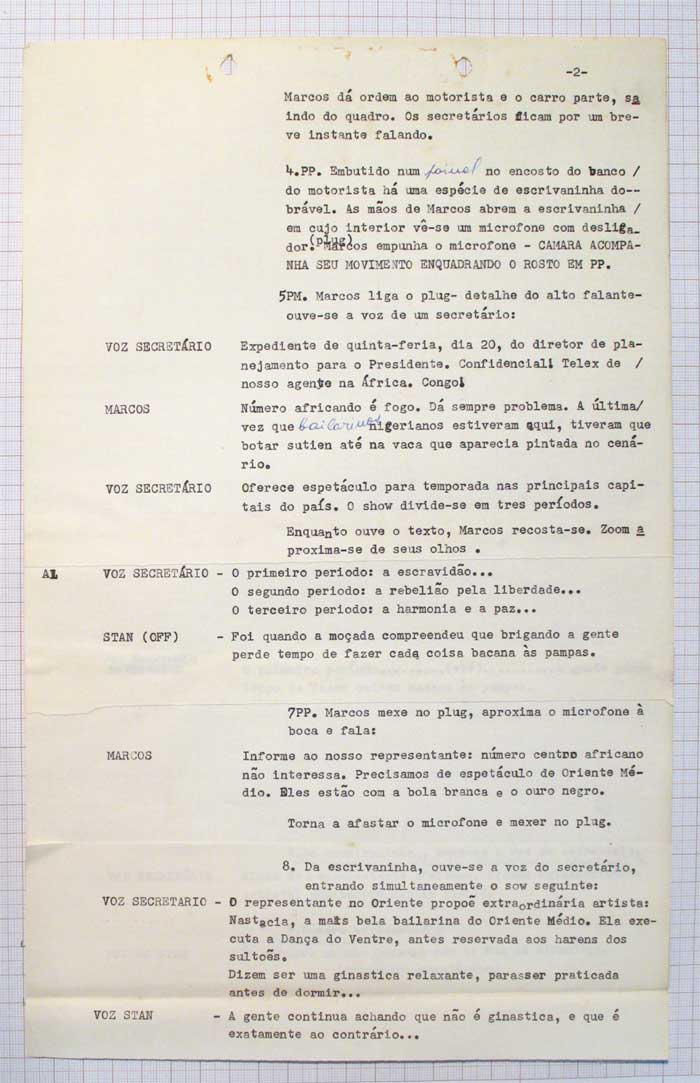 -2-
Marcos dá ordem ao motorista e o carro parte, sa
indo do quadro. Os secretários ficam por um bre-
ve instante falando.
4.PP. Embutido num painel no encosto do banco /
do motorista há uma espécie de escrivaninha do--
brável. As mãos de Marcos abrem a escrivaninha /
em cujo interior vê-se um microfone com desliga_
(plug)
dor. Marcos empunha o microfone - CAMARA ACOMPA-
NHA SEU MOVIMENTO ENQUADRANDO O ROSTO EM PP.
5PM. Marcos liga o plug- detalhe do alto falante-
ouve-se a voz de um secretário:
VOZ SECRETÁRIO Expediente de quinta-feria, dia 20, do diretor de pla-
nejamento para o Presidente. Confidencial! Telex de /
nosso agente na África. Congo!
MARCOS Número africando é fogo. Dá sempre problema. A última/
vez que bailarinos nigerianos estiveram aqui, tiveram que
botar sutien até na vaca que aparecia pintada no cená-
rio.
VOZ SECRETÁRIO Oferece espetáculo para temporada nas principais capi-
tais do país. O show divide-se em tres períodos.
Enquanto ouve o texto, Marcos recosta-se. Zoom a
proxima-se de seus olhos .
AL VOZ SECRETÁRIO - O primeiro periodo: a escravidão...
O segundo periodo: a rebelião pela liberdade...
O terceiro periodo: a harmonia e a paz...
STAN (OFF) - Foi quando a moçada compreendeu que brigando a gente
perde tempo de fazer cada coisa bacana às pampas.
7PP. Marcos mexe no plug, aproxima o microfone à
boca e fala:
MARCOS Informe ao nosso representante: número centro africano
não interessa. Precisamos de espetáculo de Oriente Mé-
dio. Eles estão com a bola branca e o ouro negro.
Torna a afastar o microfone e mexer no plug.
8. Da escrivaninha, ouve-se a voz do secretário,
entrando simultaneamente o sow seguinte:
VOZ SECRETARIO - O representante no Oriente propoẽ extraordinária artista:
Nastacia, a mais bela bailarina do Oriente Médio. Ela exe-
cuta a Dança do Ventre, antes reservada aos harens dos
sultoẽs.
Dizem ser uma ginastica relaxante, parasser praticada
antes de dormir...
VOZ STAN - A gente continua achando que não é ginastica, e que é
exatamente ao contrário...